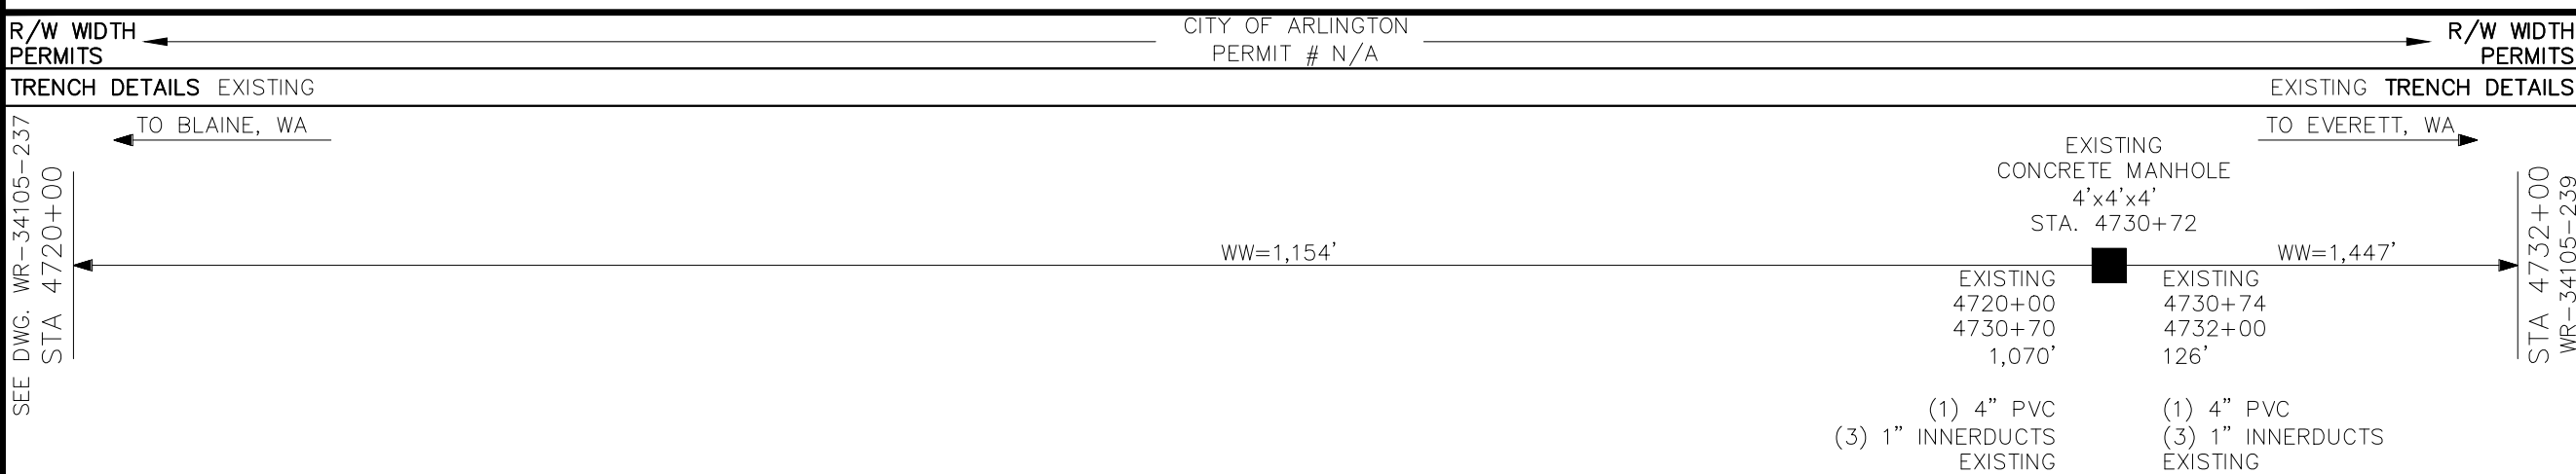 R/W WIDTH
PERMITS
CITY OF ARLINGTON
PERMIT # N/A
R/W WIDTH
PERMITS
TRENCH DETAILS EXISTING
EXISTING TRENCH DETAILS
SEE DWG. WR-34105-237
STA 4720+00
TO BLAINE, WA
TO EVERETT, WA
EXISTING
CONCRETE MANHOLE
4'x4'x4'
STA. 4730+72
WW=1,154'
WW=1,447'
EXISTING
4720+00
4730+70
1,070'
(1) 4" PVC
(3) 1" INNERDUCTS
EXISTING
EXISTING
4730+74
4732+00
126'
(1) 4" PVC
(3) 1" INNERDUCTS
EXISTING
STA 4732+00
WR-34105-239